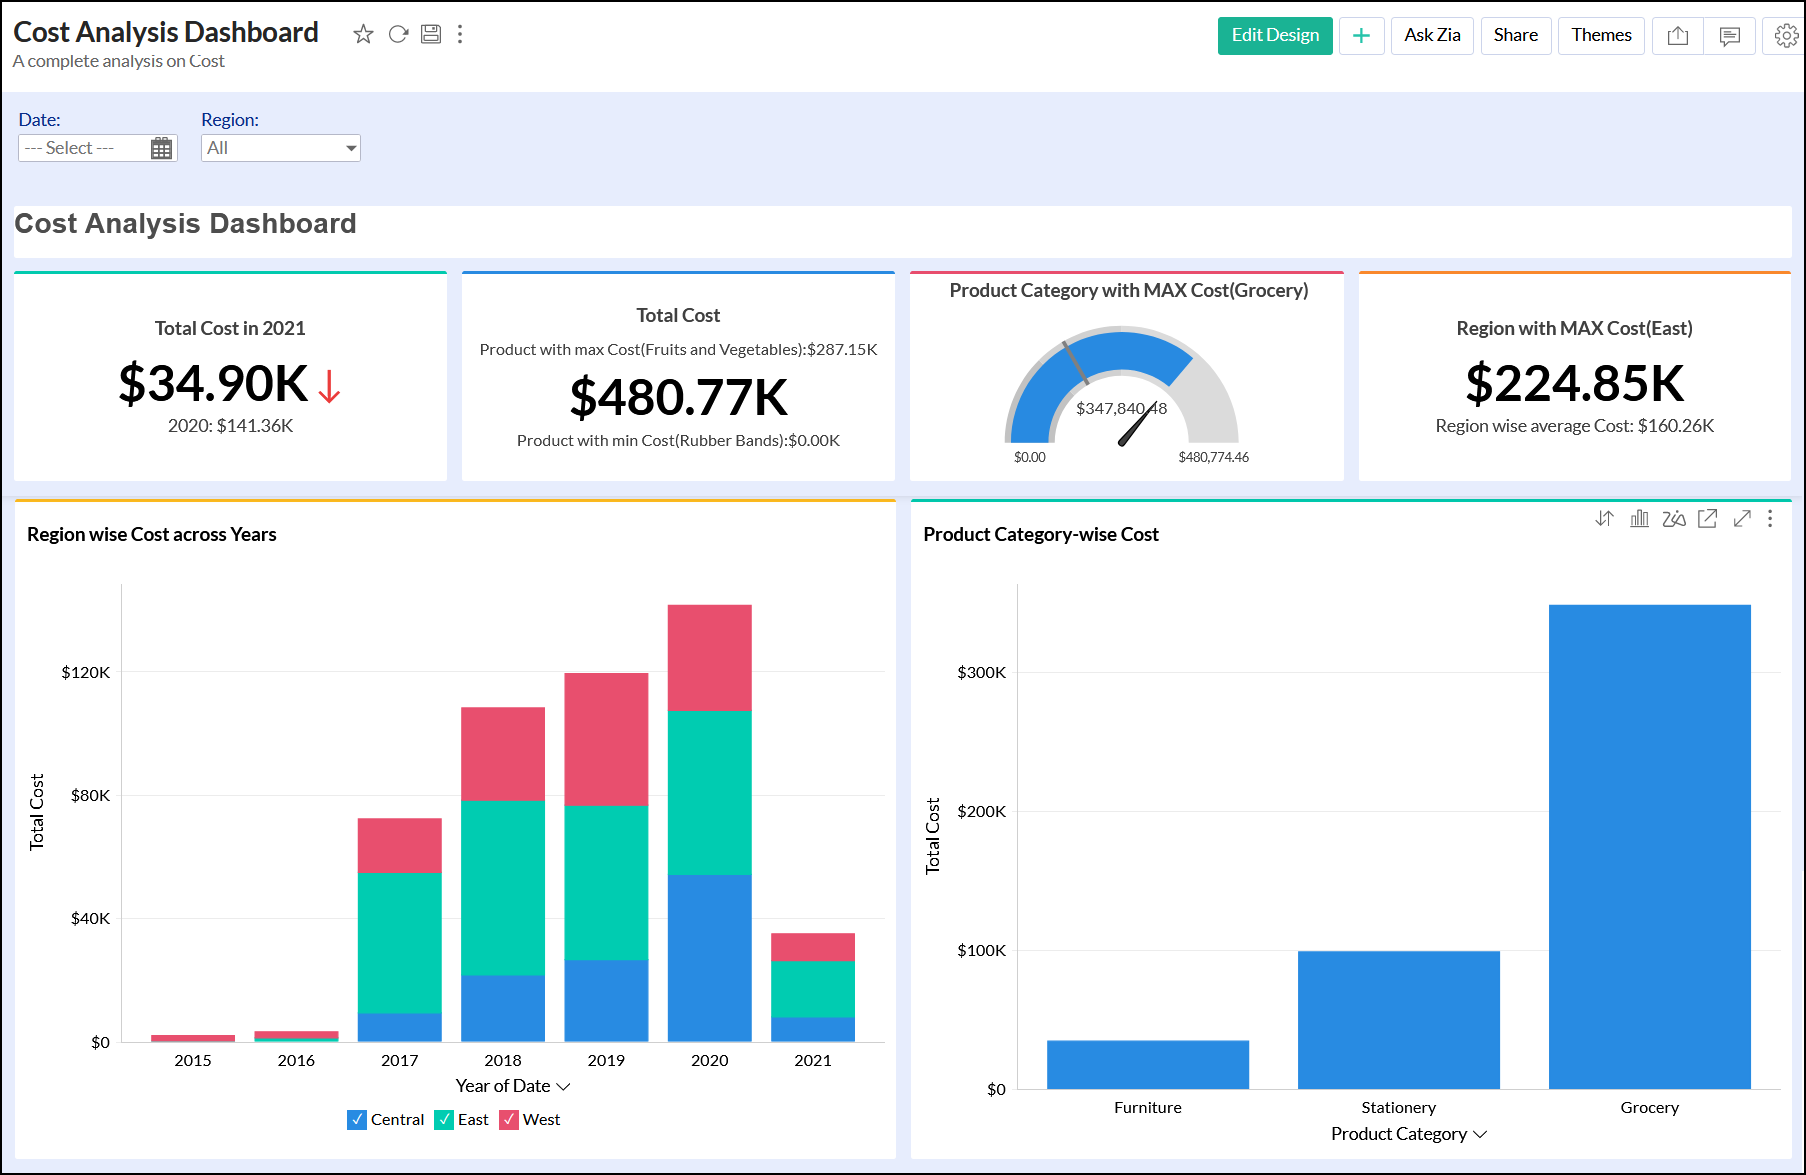 Cost Analysis Dashboard
A complete analysis on Cost
Edit Design
+
Ask Zia
Share
Themes
Date:
--- Select ---
Region:
All
Cost Analysis Dashboard
Total Cost in 2021
$34.90K
2020: $141.36K
Total Cost
Product with max Cost(Fruits and Vegetables):$287.15K
$480.77K
Product with min Cost(Rubber Bands):$0.00K
Product Category with MAX Cost(Grocery)
$347,840.48
$0.00
$480,774.46
Region with MAX Cost(East)
$224.85K
Region wise average Cost: $160.26K
Region wise Cost across Years
Total Cost
$120K
$80K
$40K
$0
2015
2016
2017
2018
2019
2020
2021
Year of Date
Central
East
West
Product Category-wise Cost
Zia
Total Cost
$300K
$200K
$100K
$0
Furniture
Stationery
Grocery
Product Category